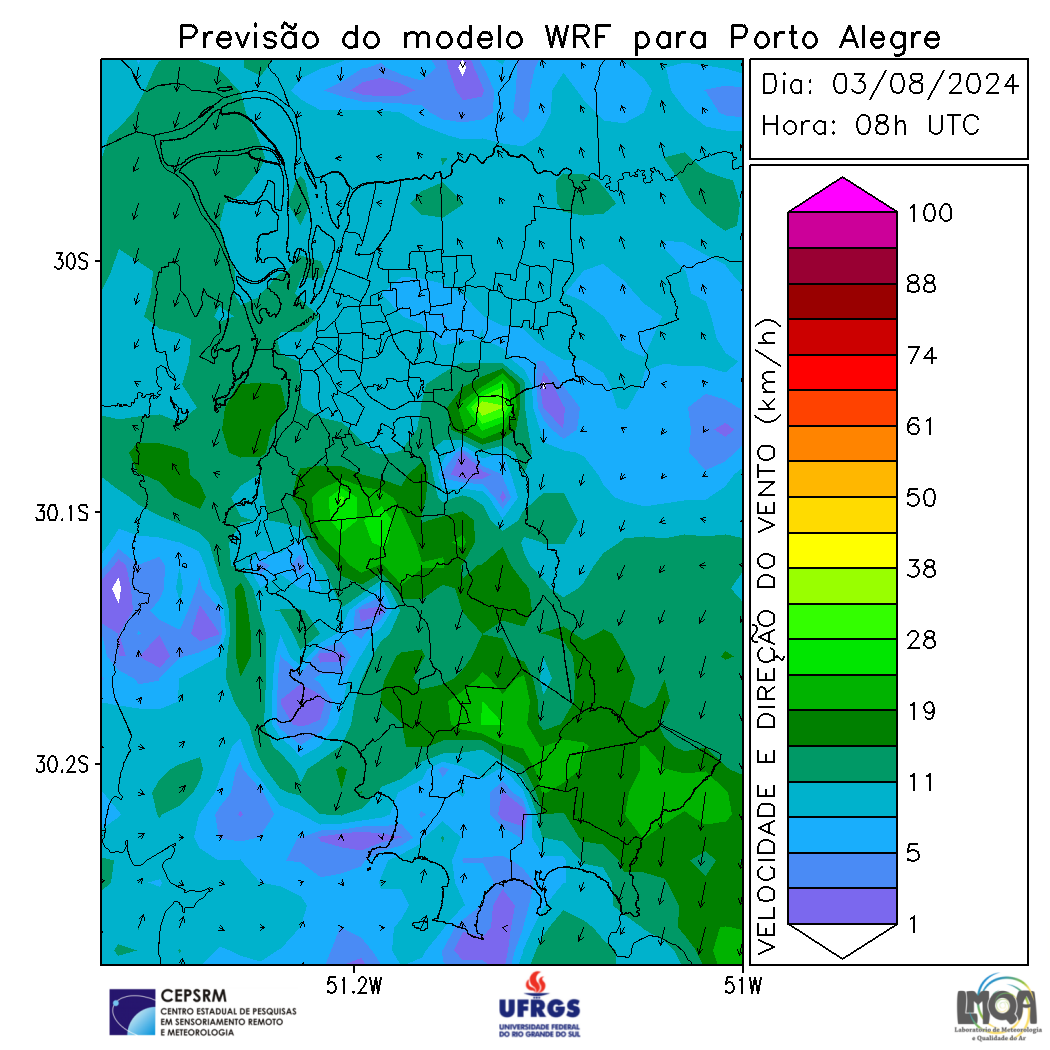 Previsão do modelo WRF para Porto Alegre
Dia: 03/08/2024
Hora: 08h UTC
30S
30.1S
30.2S
51.2W
51W
VELOCIDADE E DIREÇÃO DO VENTO (km/h)
100
88
74
61
50
38
28
19
11
5
1
CEPSRM
CENTRO ESTADUAL DE PESQUISAS
EM SENSORIAMENTO REMOTO
E METEOROLOGIA
UFRGS
UNIVERSIDADE FEDERAL
DO RIO GRANDE DO SUL
LMQA
Laboratório de Meteorologia
e Qualidade do Ar